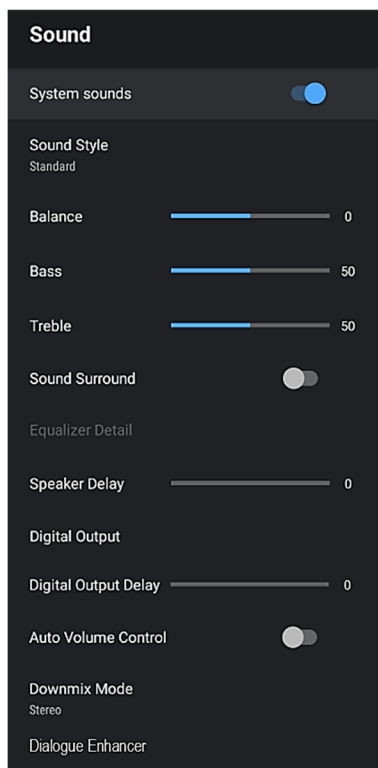 Sound
System sounds
Sound Style
Standard
Balance 0
Bass 50
Treble 50
Sound Surround
Equalizer Detail
Speaker Delay 0
Digital Output
Digital Output Delay 0
Auto Volume Control
Downmix Mode
Stereo
Dialogue Enhancer